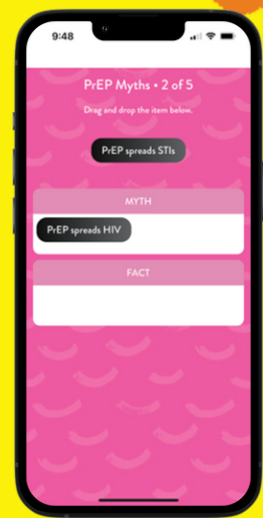 9:48
PrEP Myths • 2 of 5
Drag and drop the item below.
PrEP spreads STIs
MYTH
PrEP spreads HIV
FACT